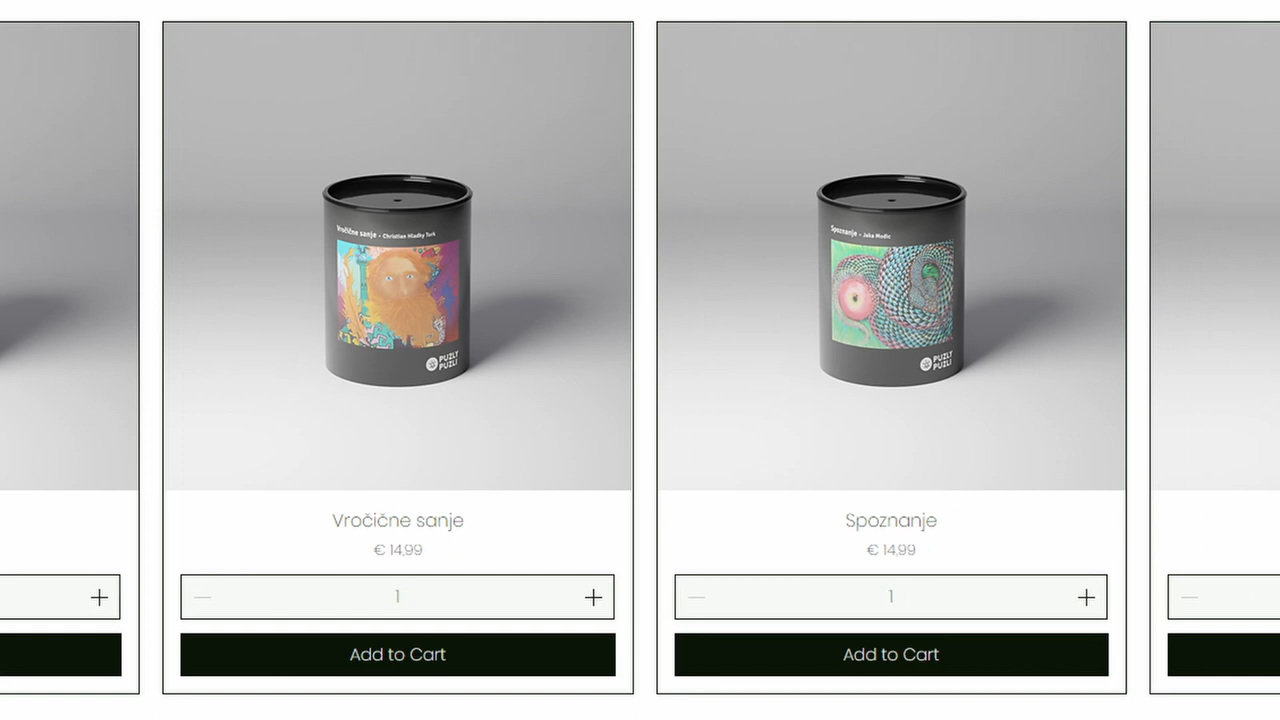 Vročične sanje • Christian Hladky Turk
PUZLY
PUZLI
Vročične sanje
€ 14,99
1
Add to Cart
Spoznanje • Jaka Modic
PUZLY
PUZLI
Spoznanje
€ 14,99
1
Add to Cart